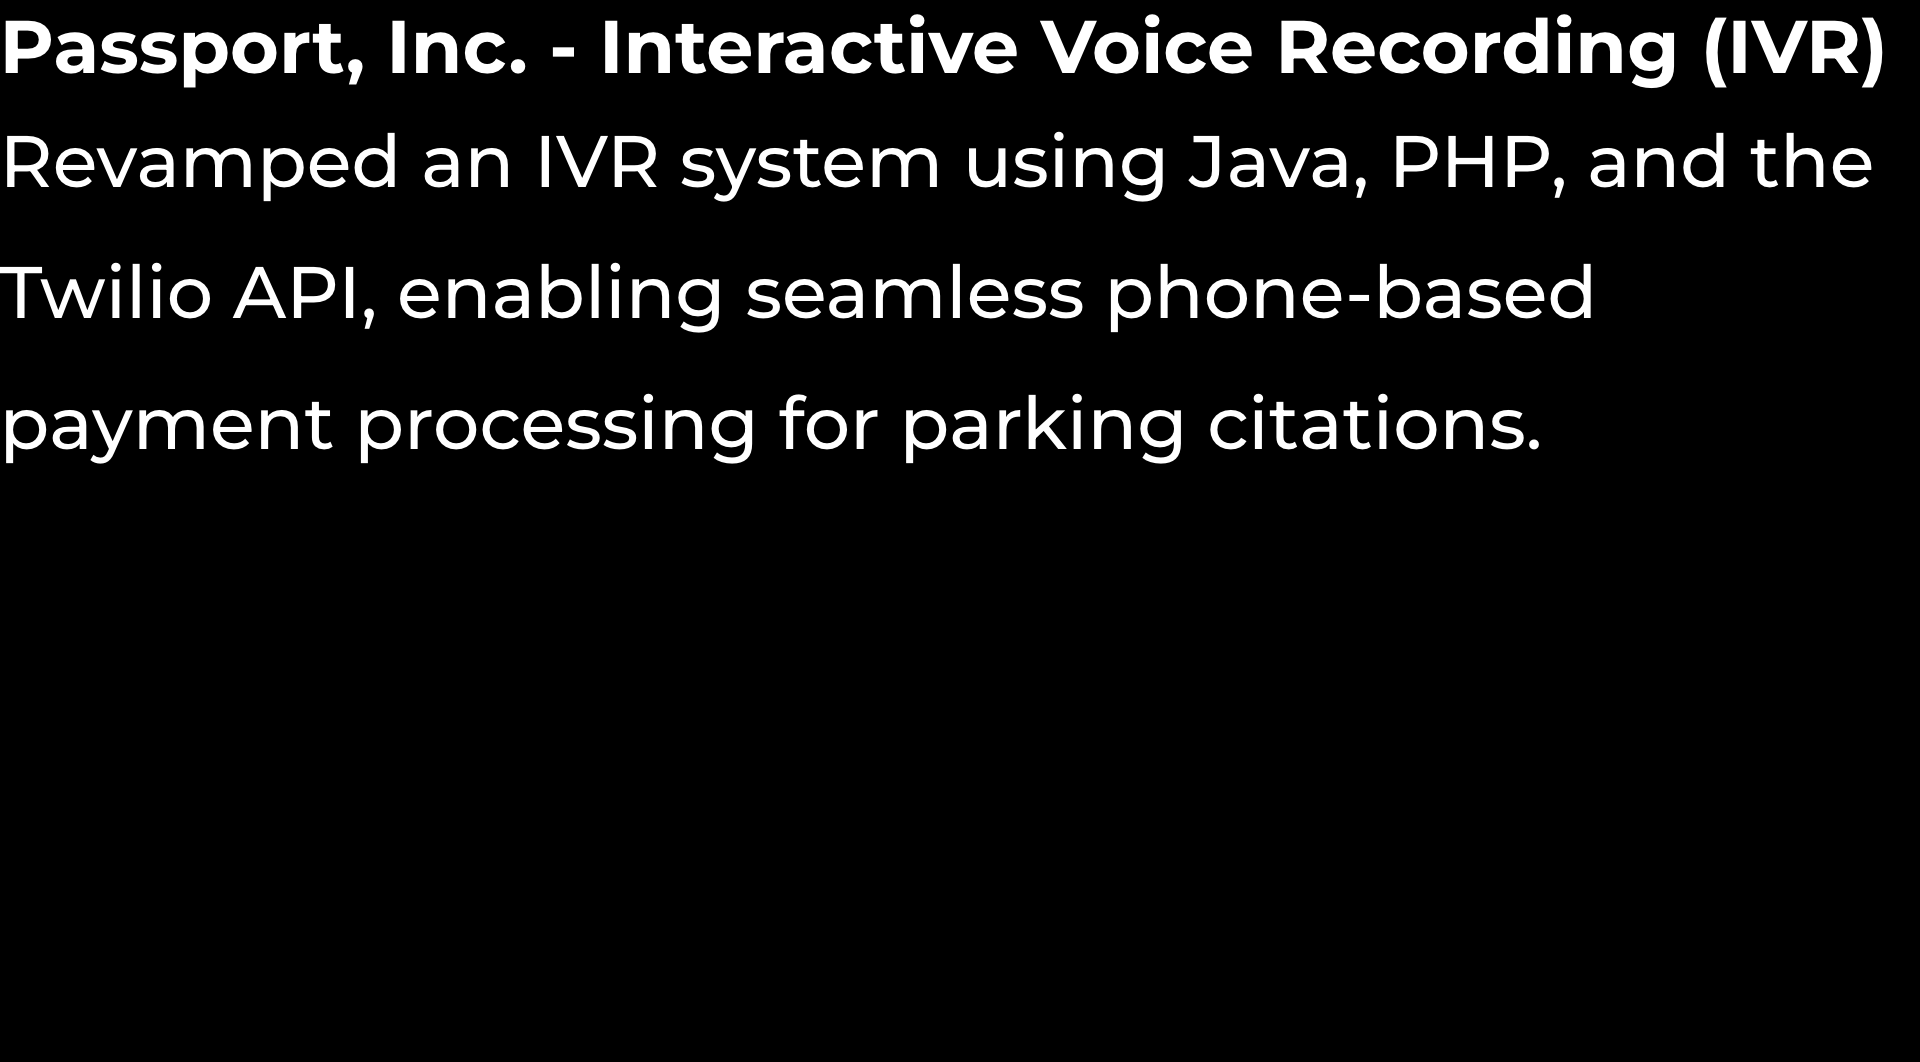 Passport, Inc. - Interactive Voice Recording (IVR)
Revamped an IVR system using Java, PHP, and the
Twilio API, enabling seamless phone-based
payment processing for parking citations.